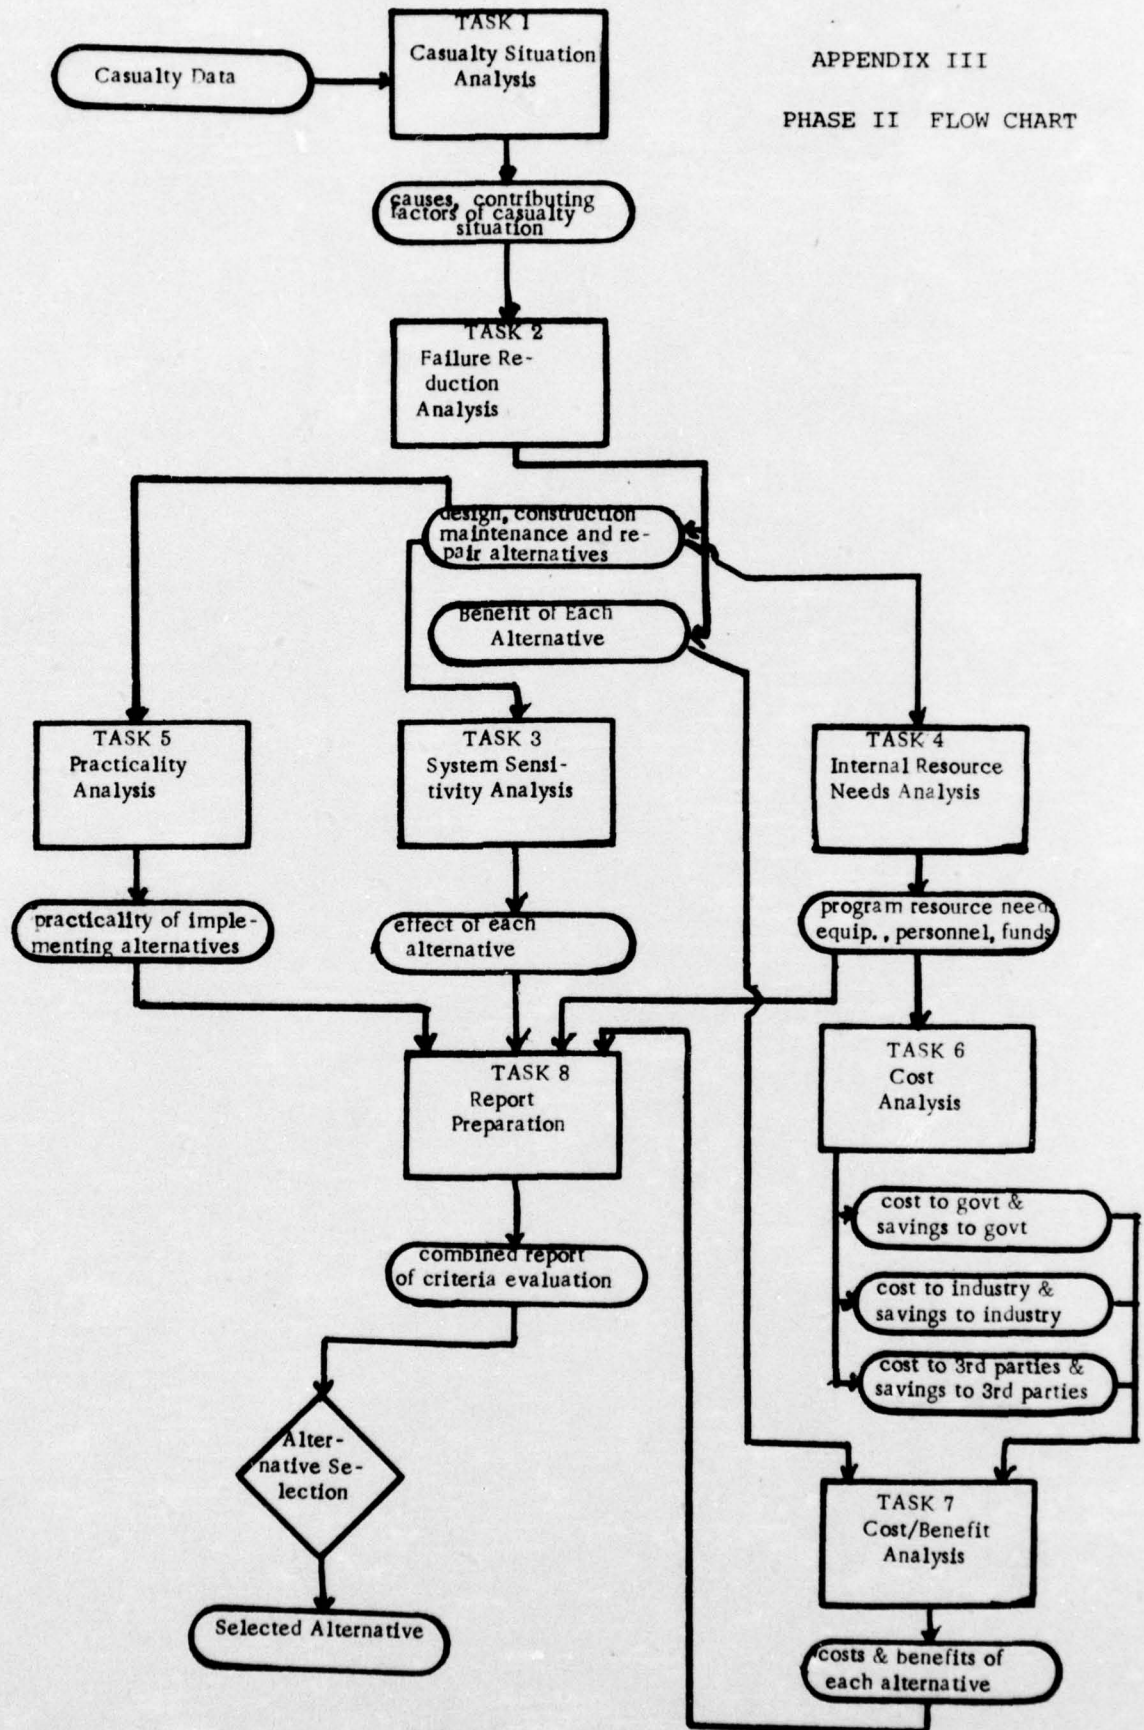 APPENDIX III
PHASE II FLOW CHART
TASK 1
Casualty Situation
Analysis
Casualty Data
causes, contributing
factors of casualty
situation
TASK 2
Failure Re-
duction
Analysis
design, construction
maintenance and re-
pair alternatives
Benefit of Each
Alternative
TASK 5
Practicality
Analysis
TASK 3
System Sensi-
tivity Analysis
TASK 4
Internal Resource
Needs Analysis
practicality of imple-
menting alternatives
effect of each
alternative
program resource needs
equip., personnel, funds
TASK 8
Report
Preparation
TASK 6
Cost
Analysis
cost to govt &
savings to govt
combined report
of criteria evaluation
cost to industry &
savings to industry
cost to 3rd parties &
savings to 3rd parties
Alter-
native Se-
lection
TASK 7
Cost/Benefit
Analysis
Selected Alternative
costs & benefits of
each alternative